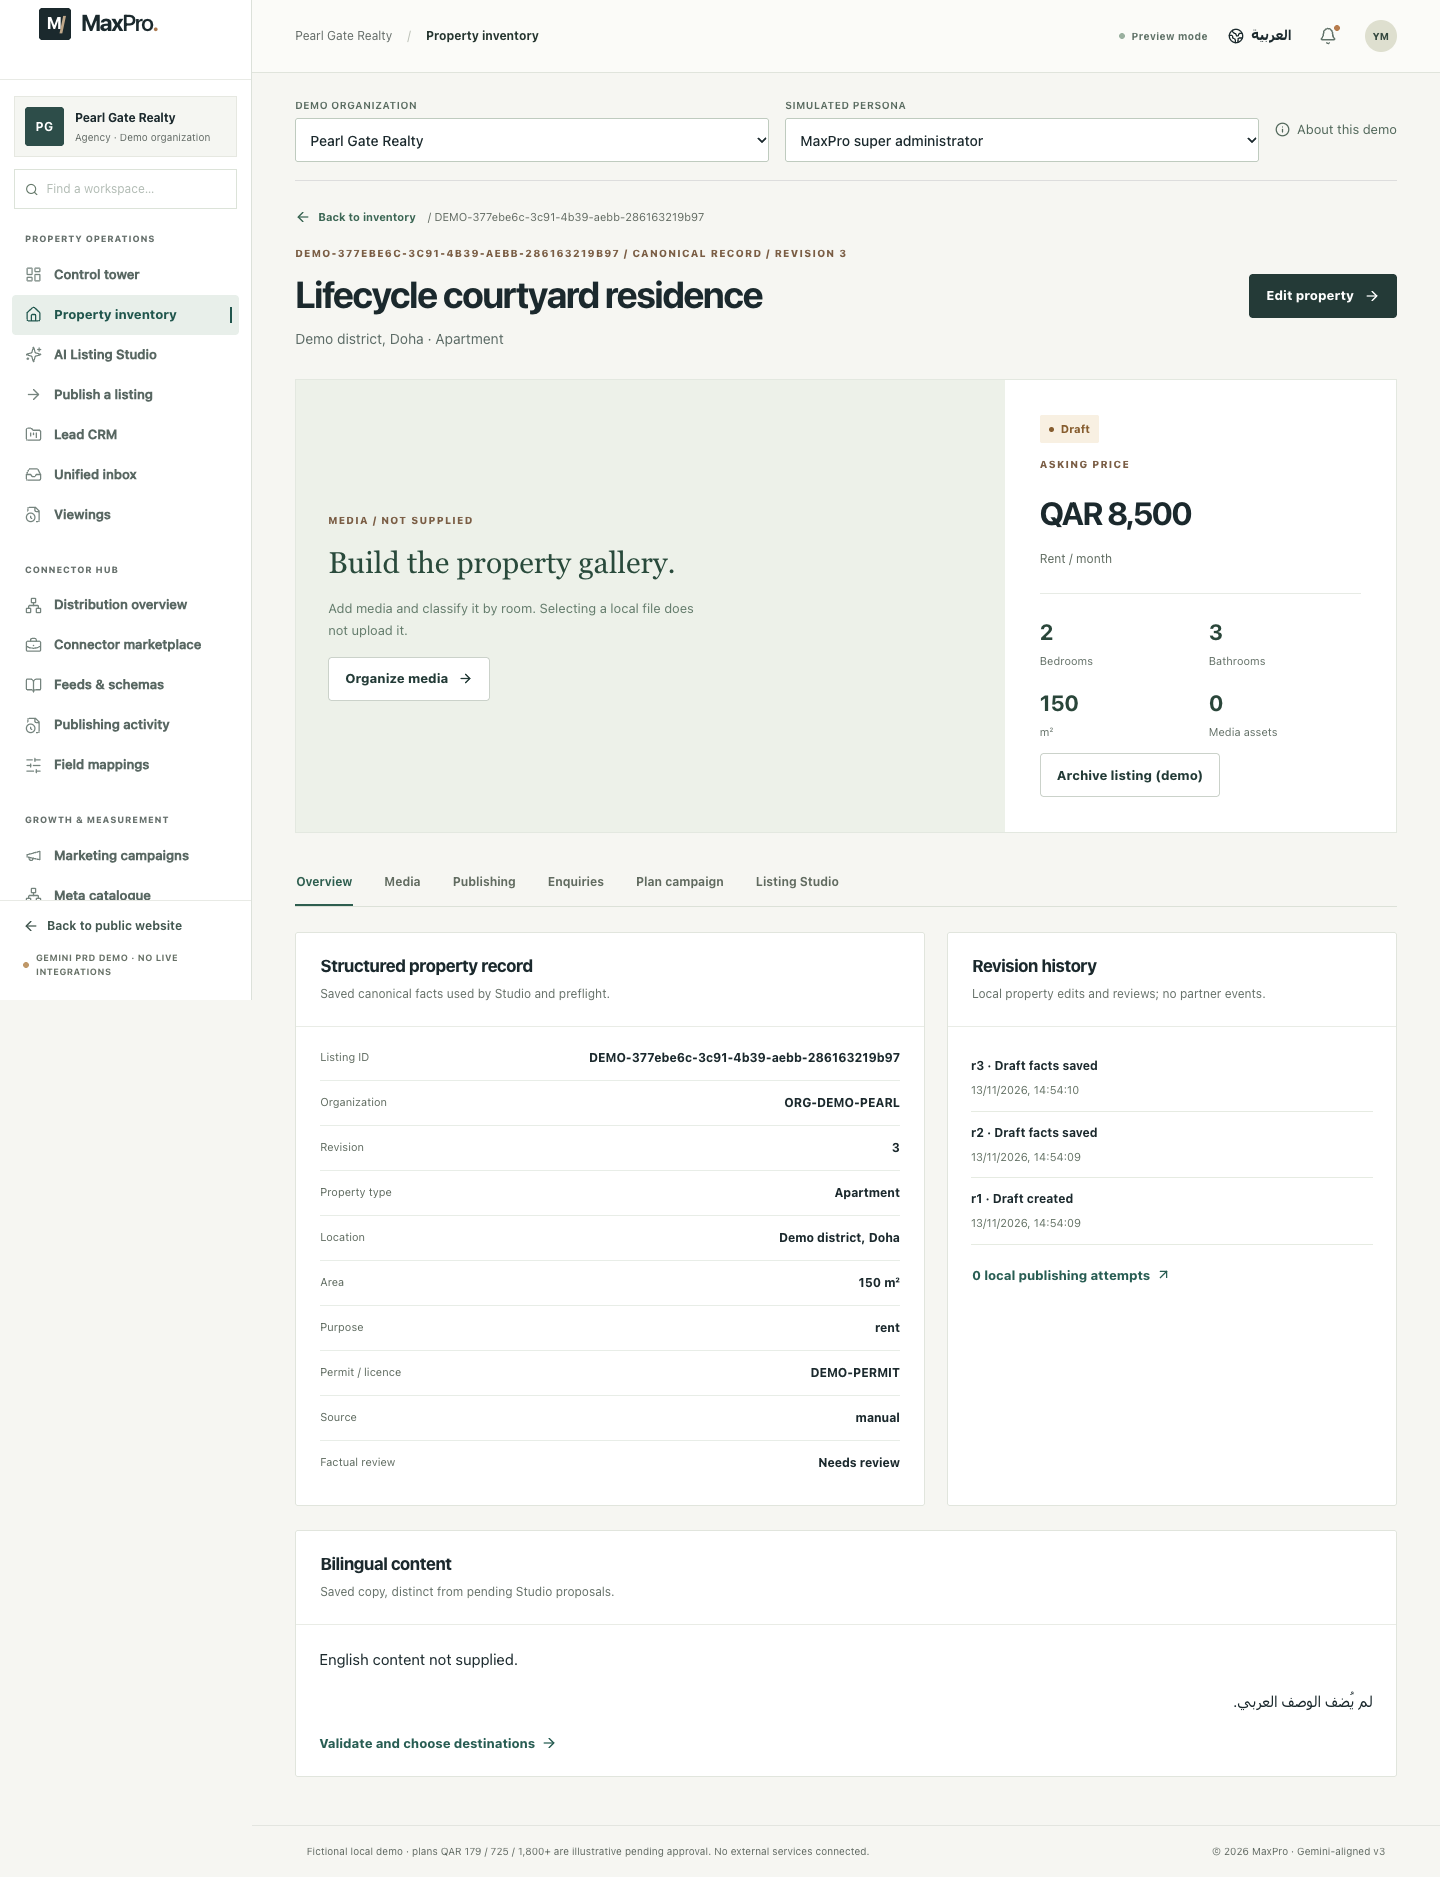 M/ MaxPro.
PG
Pearl Gate Realty
Agency · Demo organization
Find a workspace...
PROPERTY OPERATIONS
Control tower
Property inventory
AI Listing Studio
Publish a listing
Lead CRM
Unified inbox
Viewings
CONNECTOR HUB
Distribution overview
Connector marketplace
Feeds & schemas
Publishing activity
Field mappings
GROWTH & MEASUREMENT
Marketing campaigns
Meta catalogue
Back to public website
GEMINI PRD DEMO · NO LIVE
INTEGRATIONS
Pearl Gate Realty / Property inventory
Preview mode
العربية
YM
DEMO ORGANIZATION
Pearl Gate Realty
SIMULATED PERSONA
MaxPro super administrator
About this demo
Back to inventory / DEMO-377ebe6c-3c91-4b39-aebb-286163219b97
DEMO-377EBE6C-3C91-4B39-AEBB-286163219B97 / CANONICAL RECORD / REVISION 3
Lifecycle courtyard residence
Edit property
Demo district, Doha · Apartment
MEDIA / NOT SUPPLIED
Build the property gallery.
Add media and classify it by room. Selecting a local file does
not upload it.
Organize media
Draft
ASKING PRICE
QAR 8,500
Rent / month
2
Bedrooms
3
Bathrooms
150
m²
0
Media assets
Archive listing (demo)
Overview
Media
Publishing
Enquiries
Plan campaign
Listing Studio
Structured property record
Saved canonical facts used by Studio and preflight.
Listing ID DEMO-377ebe6c-3c91-4b39-aebb-286163219b97
Organization ORG-DEMO-PEARL
Revision 3
Property type Apartment
Location Demo district, Doha
Area 150 m²
Purpose rent
Permit / licence DEMO-PERMIT
Source manual
Factual review Needs review
Revision history
Local property edits and reviews; no partner events.
r3 · Draft facts saved
13/11/2026, 14:54:10
r2 · Draft facts saved
13/11/2026, 14:54:09
r1 · Draft created
13/11/2026, 14:54:09
0 local publishing attempts
Bilingual content
Saved copy, distinct from pending Studio proposals.
English content not supplied.
لم يُضف الوصف العربي.
Validate and choose destinations
Fictional local demo · plans QAR 179 / 725 / 1,800+ are illustrative pending approval. No external services connected.
© 2026 MaxPro · Gemini-aligned v3